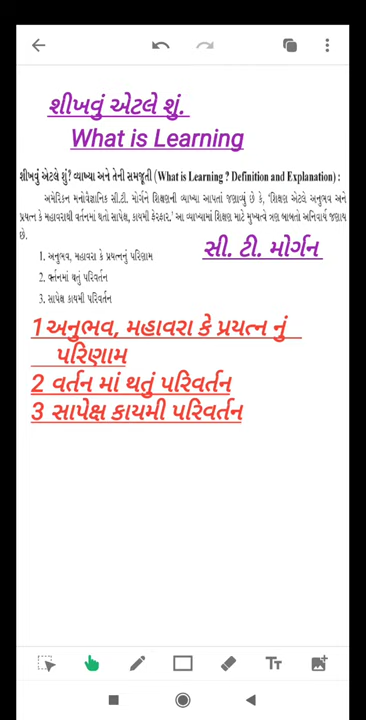 શીખવું એટલે શું.
What is Learning
શીખવું એટલે શું? વ્યાખ્યા અને તેની સમજૂતી (What is Learning ? Definition and Explanation) :
અમેરિકન મનોવૈજ્ઞાનિક સી.ટી. મોર્ગને શિક્ષણની વ્યાખ્યા આપતાં જણાવ્યું છે કે, ‘શિક્ષણ એટલે અનુભવ અને
પ્રયત્ન કે મહાવરાથી વર્તનમાં થતો સાપેક્ષ, કાયમી ફેરફાર.’ આ વ્યાખ્યામાં શિક્ષણ માટે મુખ્યત્વે ત્રણ બાબતો અનિવાર્ય જણાય
છે.
સી. ટી. મોર્ગન
1. અનુભવ, મહાવરા કે પ્રયત્નનું પરિણામ
2. વર્તનમાં થતું પરિવર્તન
3. સાપેક્ષ કાયમી પરિવર્તન
1 અનુભવ, મહાવરા કે પ્રયત્ન નું
પરિણામ
2 વર્તન માં થતું પરિવર્તન
3 સાપેક્ષ કાયમી પરિવર્તન
Tт